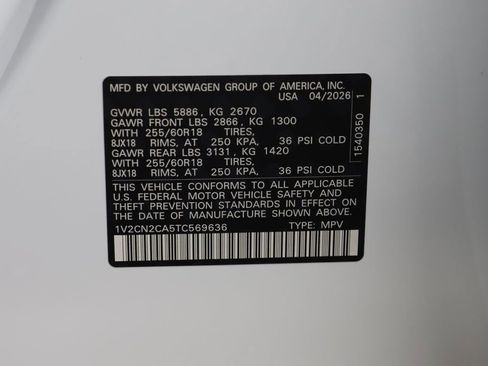 MFD BY VOLKSWAGEN GROUP OF AMERICA, INC.
USA 04/2026
GVWR LBS 5886, KG 2670
GAWR FRONT LBS 2866, KG 1300
WITH 255/60R18 TIRES,
8JX18 RIMS, AT 250 KPA, 36 PSI COLD
GAWR REAR LBS 3131, KG 1420
WITH 255/60R18 TIRES,
8JX18 RIMS, AT 250 KPA, 36 PSI COLD
THIS VEHICLE CONFORMS TO ALL APPLICABLE
U.S. FEDERAL MOTOR VEHICLE SAFETY AND
THEFT PREVENTION STANDARDS IN EFFECT ON
THE DATE OF MANUFACTURE SHOWN ABOVE.
1V2CN2CA5TC569636 TYPE: MPV
1540350 1